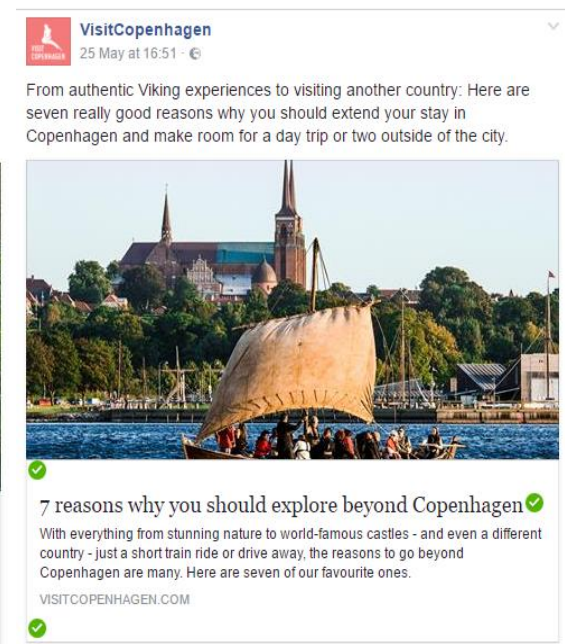 VISIT
COPENHAGEN
VisitCopenhagen
25 May at 16:51 ·
From authentic Viking experiences to visiting another country: Here are
seven really good reasons why you should extend your stay in
Copenhagen and make room for a day trip or two outside of the city.
7 reasons why you should explore beyond Copenhagen
With everything from stunning nature to world-famous castles - and even a different
country - just a short train ride or drive away, the reasons to go beyond
Copenhagen are many. Here are seven of our favourite ones.
VISITCOPENHAGEN.COM